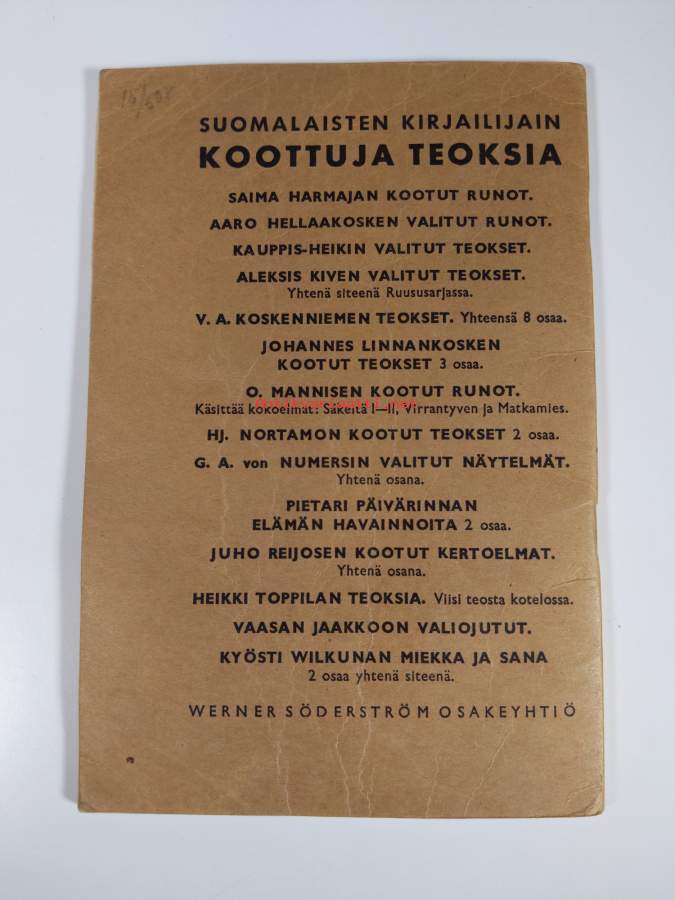 SUOMALAISTEN KIRJAILIJAIN
KOOTTUJA TEOKSIA
SAIMA HARMAJAN KOOTUT RUNOT.
AARO HELLAAKOSKEN VALITUT RUNOT.
KAUPPIS-HEIKIN VALITUT TEOKSET.
ALEKSIS KIVEN VALITUT TEOKSET.
Yhtenä siteenä Ruususarjassa.
V. A. KOSKENNIEMEN TEOKSET. Yhteensä 8 osaa.
JOHANNES LINNANKOSKEN
KOOTUT TEOKSET 3 osaa.
O. MANNISEN KOOTUT RUNOT.
Käsittää kokoelmat: Säkeitä I—II, Virrantyven ja Matkamies.
HJ. NORTAMON KOOTUT TEOKSET 2 osaa.
G. A. von NUMERSIN VALITUT NÄYTELMÄT.
Yhtenä osana.
PIETARI PÄIVÄRINNAN
ELÄMÄN HAVAINNOITA 2 osaa.
JUHO REIJOSEN KOOTUT KERTOELMAT.
Yhtenä osana.
HEIKKI TOPPILAN TEOKSIA. Viisi teosta kotelossa.
VAASAN JAAKKOON VALIOJUTUT.
KYÖSTI WILKUNAN MIEKKA JA SANA
2 osaa yhtenä siteenä.
WERNER SÖDERSTRÖM OSAKEYHTIÖ